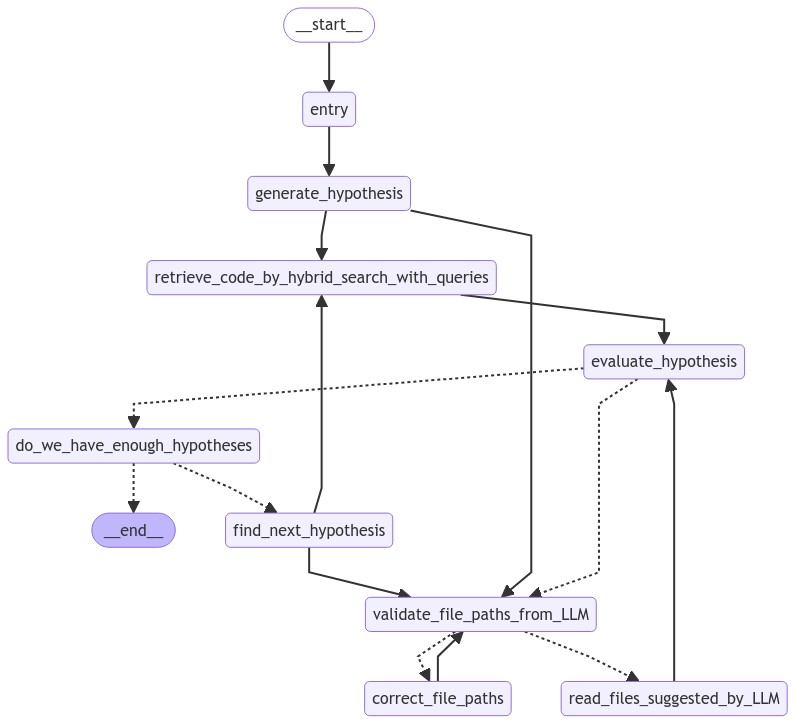 __start__
entry
generate_hypothesis
retrieve_code_by_hybrid_search_with_queries
evaluate_hypothesis
do_we_have_enough_hypotheses
__end__
find_next_hypothesis
validate_file_paths_from_LLM
correct_file_paths
read_files_suggested_by_LLM